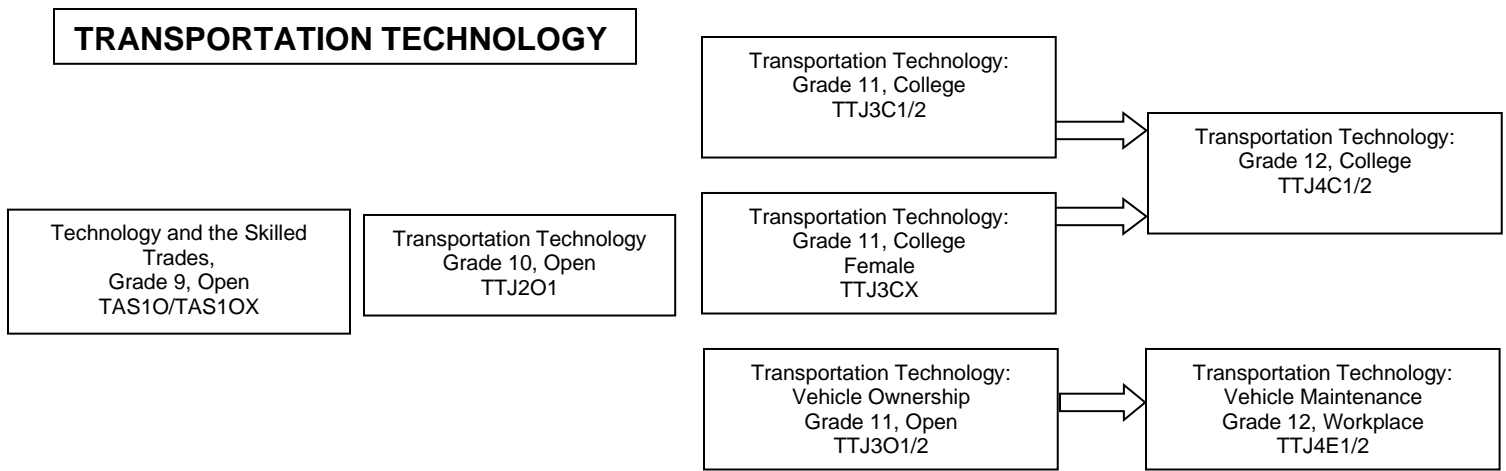 TRANSPORTATION TECHNOLOGY
Technology and the Skilled
Trades,
Grade 9, Open
TAS1O/TAS1OX
Transportation Technology
Grade 10, Open
TTJ2O1
Transportation Technology:
Grade 11, College
TTJ3C1/2
Transportation Technology:
Grade 11, College
Female
TTJ3CX
Transportation Technology:
Vehicle Ownership
Grade 11, Open
TTJ3O1/2
Transportation Technology:
Grade 12, College
TTJ4C1/2
Transportation Technology:
Vehicle Maintenance
Grade 12, Workplace
TTJ4E1/2